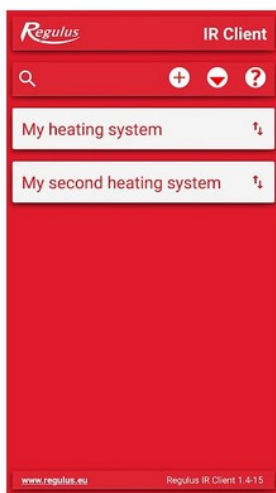 Regulus IR Client
My heating system
My second heating system
www.regulus.eu Regulus IR Client 1.4-15